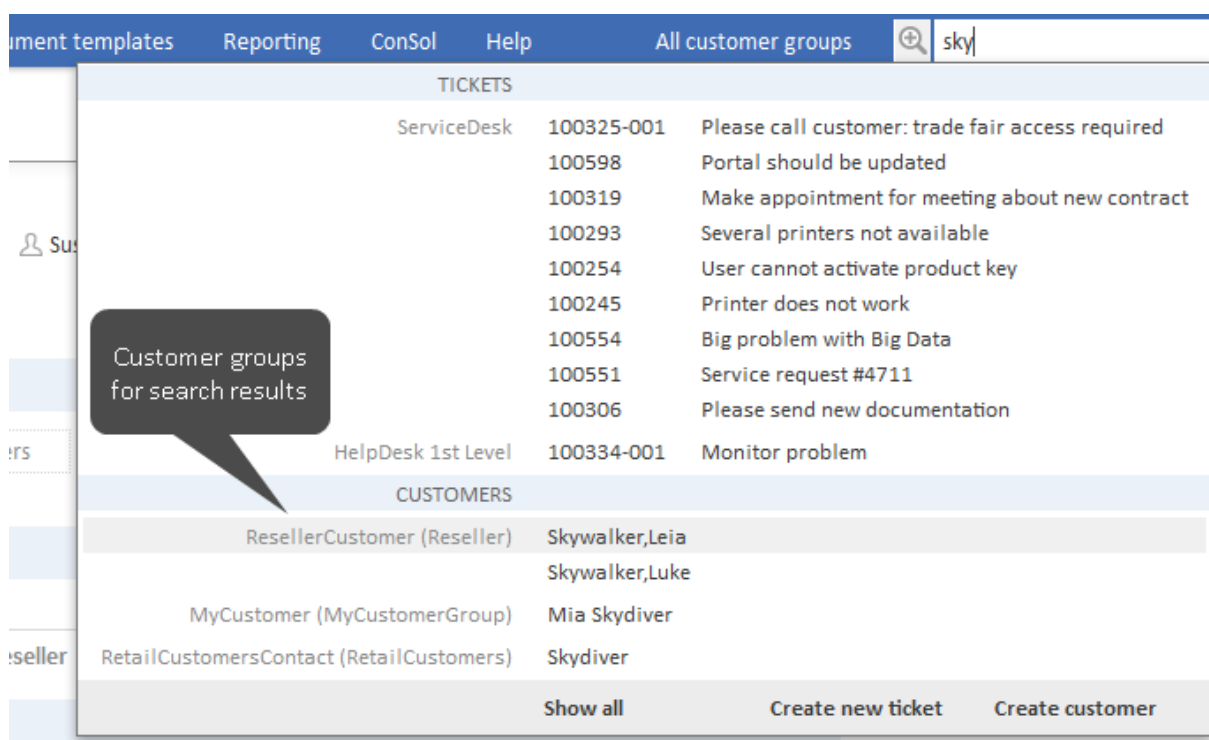 ument templates Reporting ConSol Help All customer groups sky
TICKETS
ServiceDesk 100325-001 Please call customer: trade fair access required
100598 Portal should be updated
100319 Make appointment for meeting about new contract
Sus 100293 Several printers not available
100254 User cannot activate product key
100245 Printer does not work
100554 Big problem with Big Data
Customer groups
for search results
100551 Service request #4711
100306 Please send new documentation
ers HelpDesk 1st Level 100334-001 Monitor problem
CUSTOMERS
ResellerCustomer (Reseller) Skywalker,Leia
Skywalker,Luke
MyCustomer (MyCustomerGroup) Mia Skydiver
eseller RetailCustomersContact (RetailCustomers) Skydiver
Show all Create new ticket Create customer